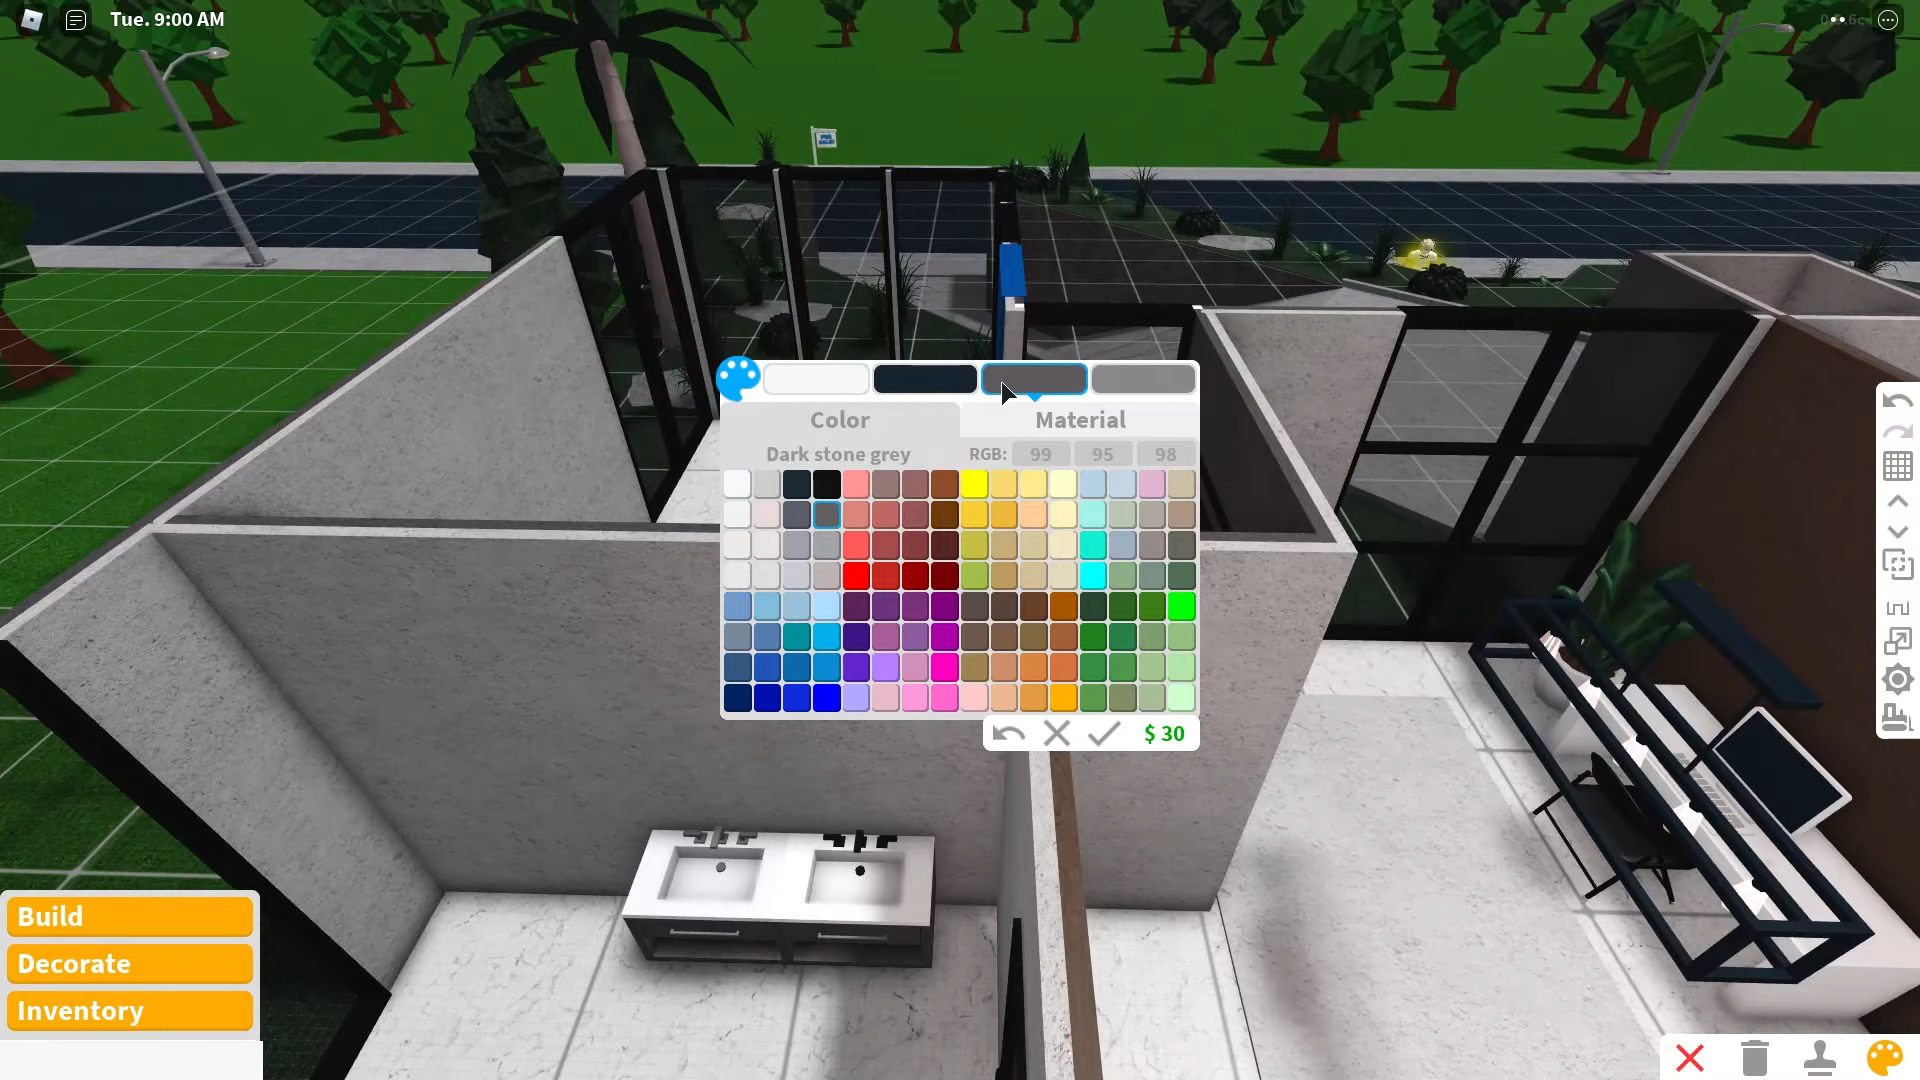 Tue. 9:00 AM
Color
Material
Dark stone grey
RGB: 99 95 98
$ 30
Build
Decorate
Inventory